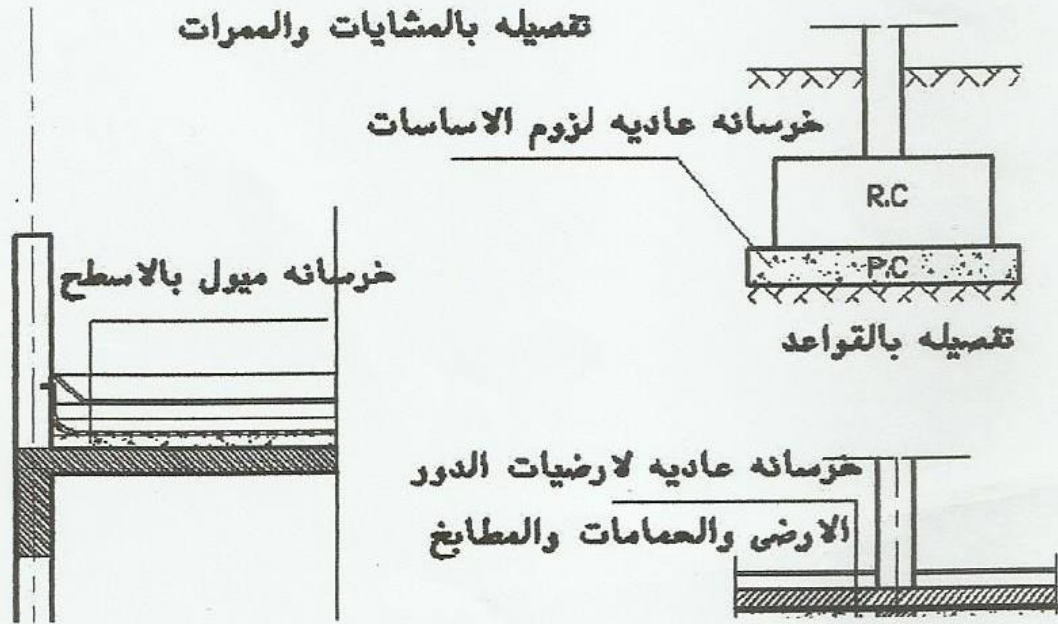 تفصيله بالمشايات والممرات
خرسانه عاديه لزوم الاساسات
R.C
P.C
تفصيله بالقواعد
خرسانه ميول بالاسطح
خرسانه عاديه لارضيات الدور
الارضى والحمامات والمطابخ